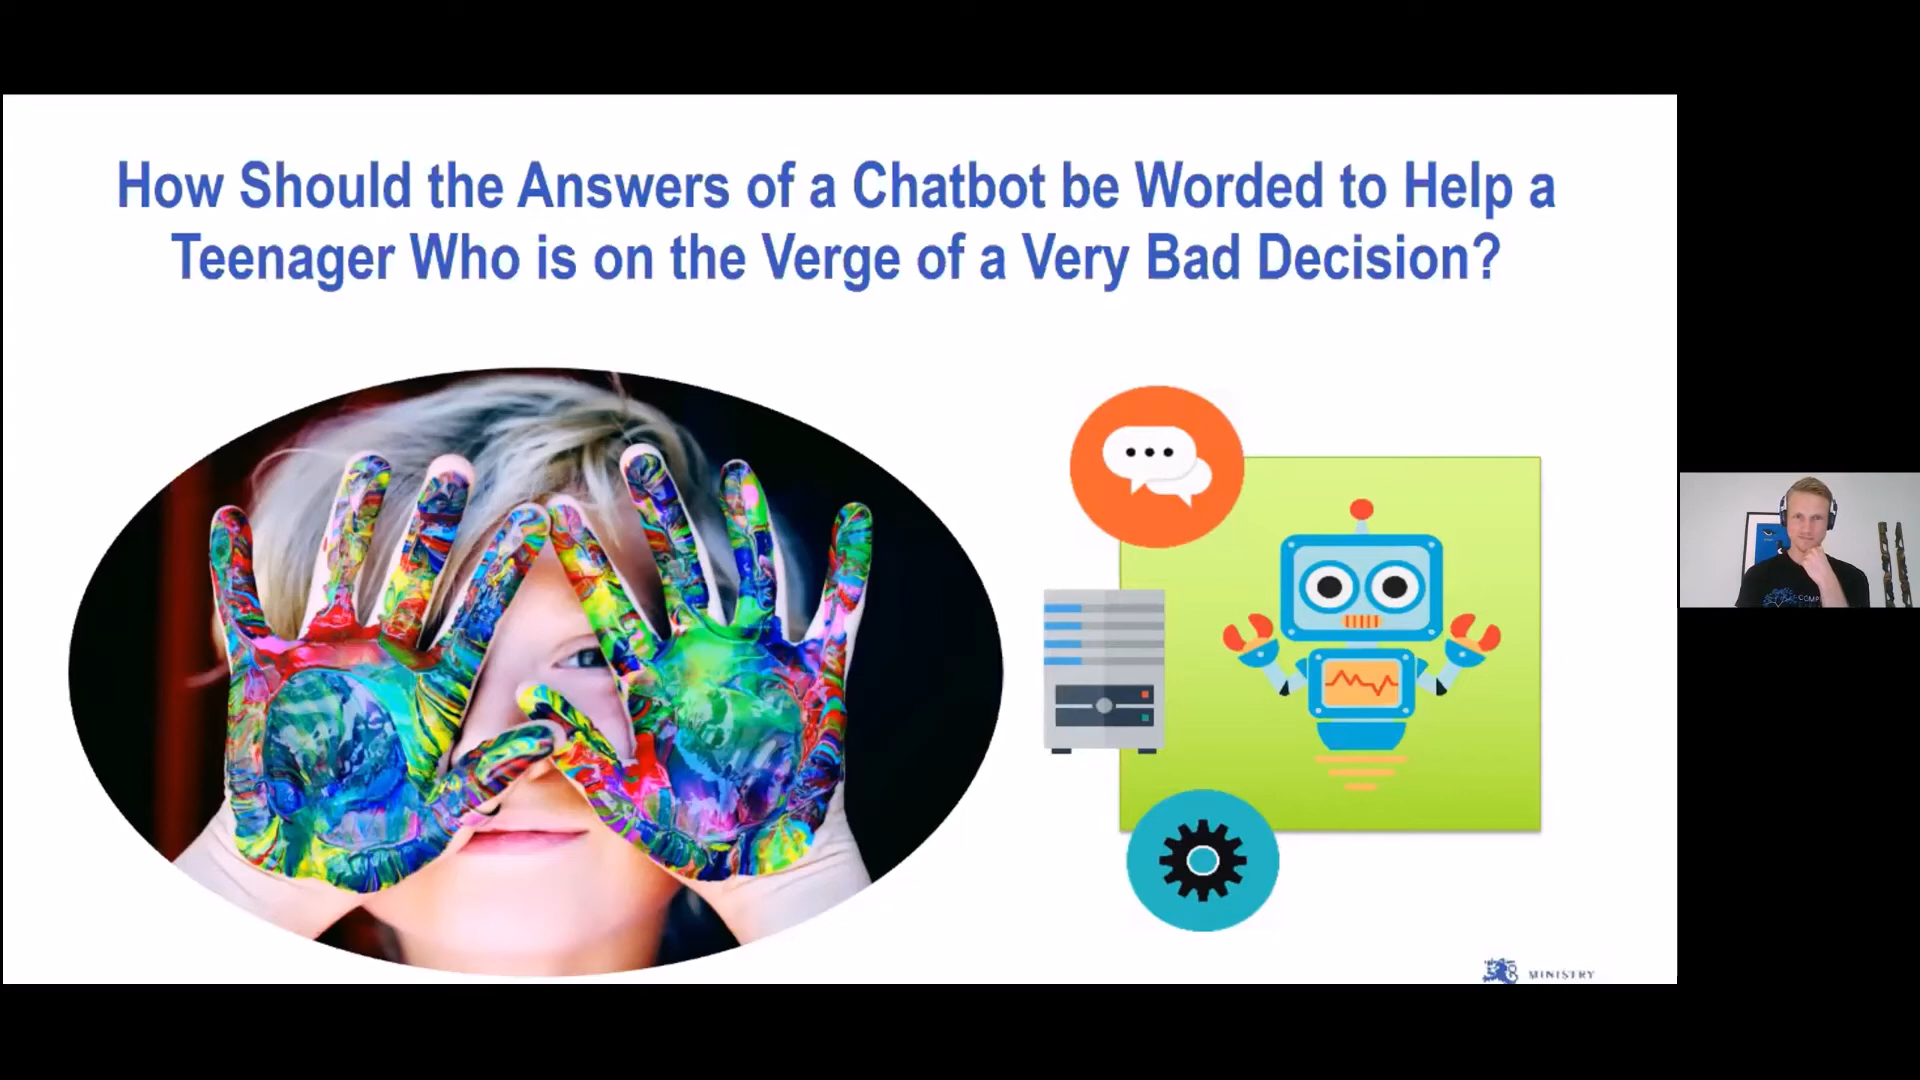 How Should the Answers of a Chatbot be Worded to Help a
Teenager Who is on the Verge of a Very Bad Decision?
COMP
MINISTRY